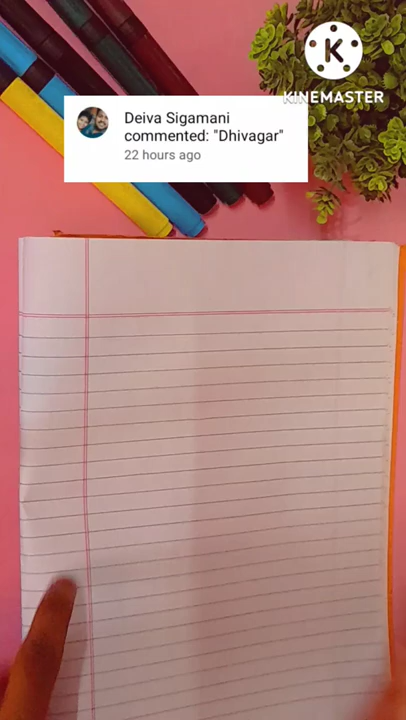 K
KINEMASTER
Deiva Sigamani
commented: "Dhivagar"
22 hours ago